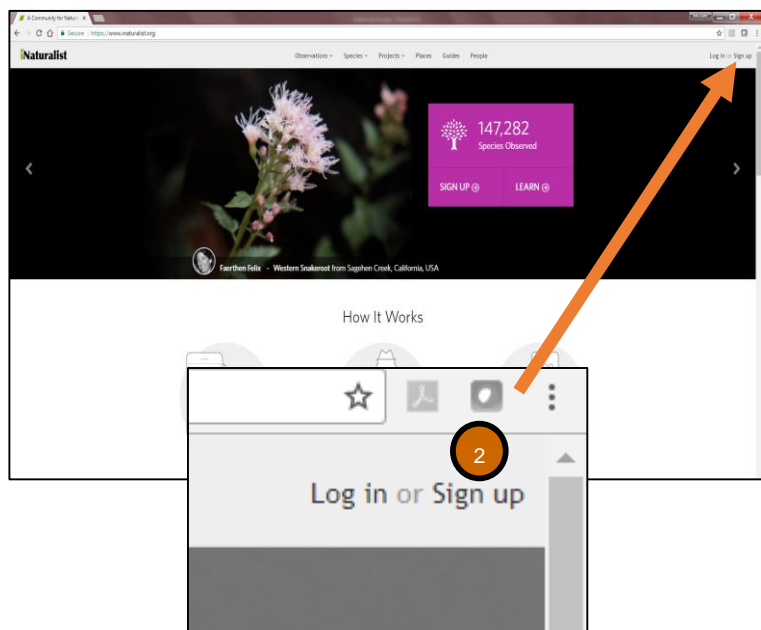 A Community for Natur
Secure | https://www.inaturalist.org
iNaturalist
Observations Species Projects Places Guides People
Log In or Sign up
147,282
Species Observed
SIGN UP
LEARN
Faerthen Felix - Western Snakeroot from Sagehen Creek, California, USA
How It Works
2
Log in or Sign up